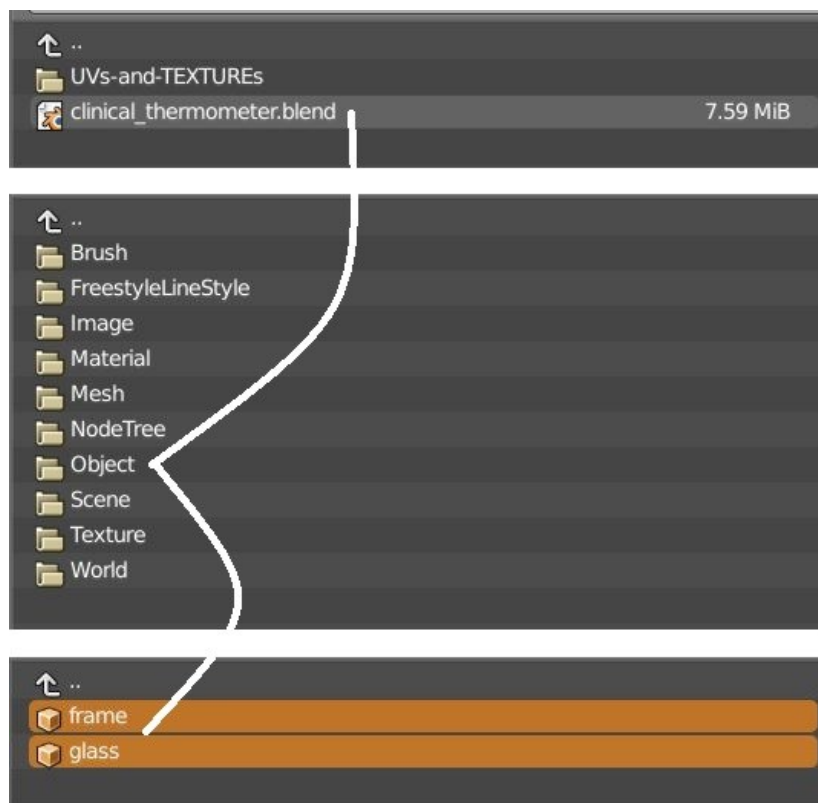 ..
UVs-and-TEXTUREs
clinical_thermometer.blend 7.59 MiB
..
Brush
FreestyleLineStyle
Image
Material
Mesh
NodeTree
Object
Scene
Texture
World
..
frame
glass